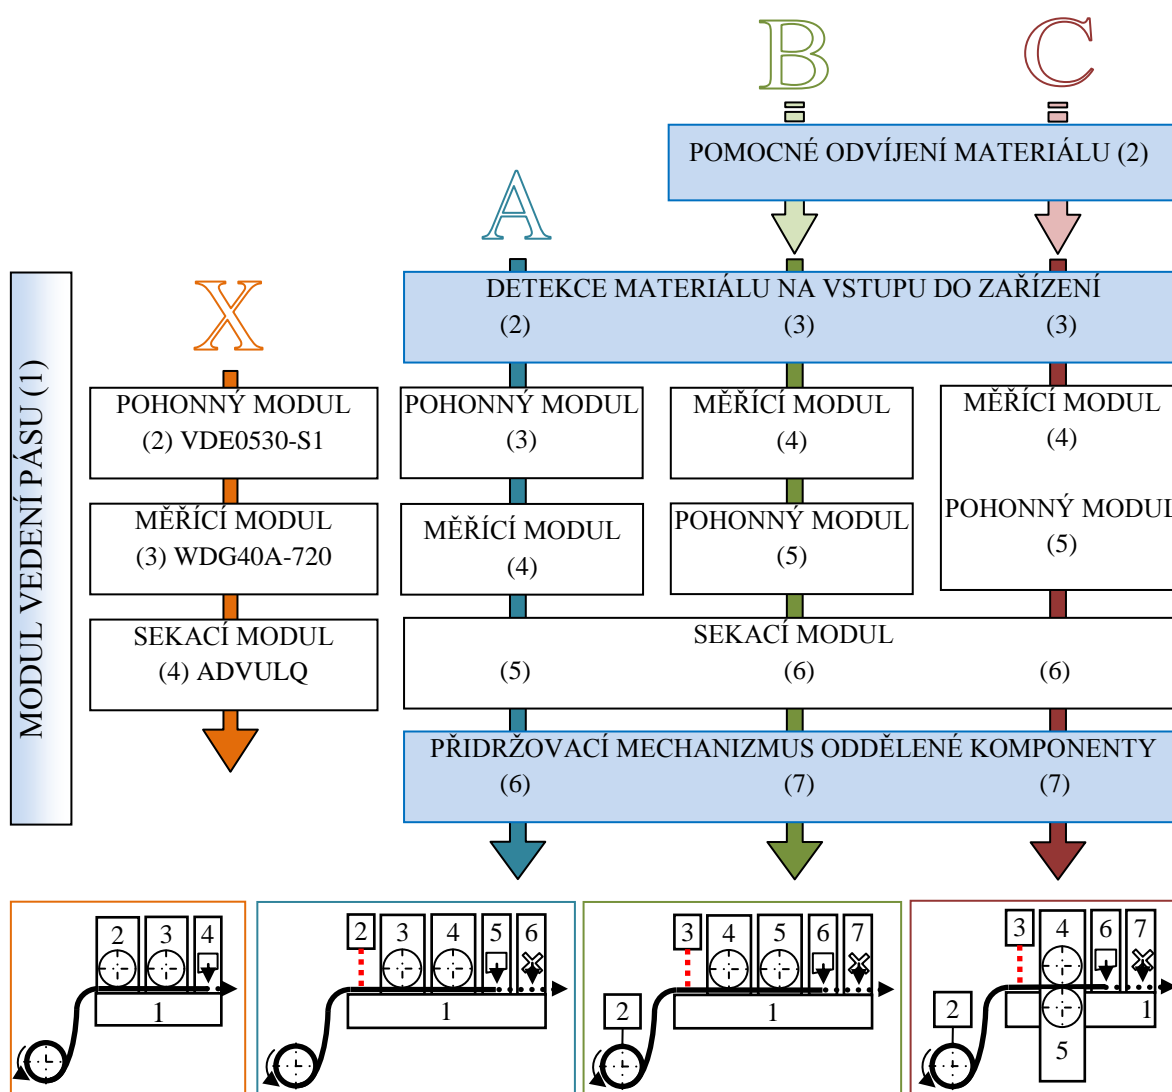 B
C
POMOCNÉ ODVÍJENÍ MATERIÁLU (2)
A
DETEKCE MATERIÁLU NA VSTUPU DO ZAŘÍZENÍ
(2) (3) (3)
X
MODUL VEDENÍ PÁSU (1)
POHONNÝ MODUL
(2) VDE0530-S1
MĚŘÍCÍ MODUL
(3) WDG40A-720
SEKACÍ MODUL
(4) ADVULQ
POHONNÝ MODUL
(3)
MĚŘÍCÍ MODUL
(4)
MĚŘÍCÍ MODUL
(4)
POHONNÝ MODUL
(5)
MĚŘÍCÍ MODUL
(4)
POHONNÝ MODUL
(5)
SEKACÍ MODUL
(5) (6) (6)
PŘIDRŽOVACÍ MECHANIZMUS ODDĚLENÉ KOMPONENTY
(6) (7) (7)
2 3 4
1
2 3 4 5 6
1
3 4 5 6 7
2 1
3 4 6 7
2 1
5